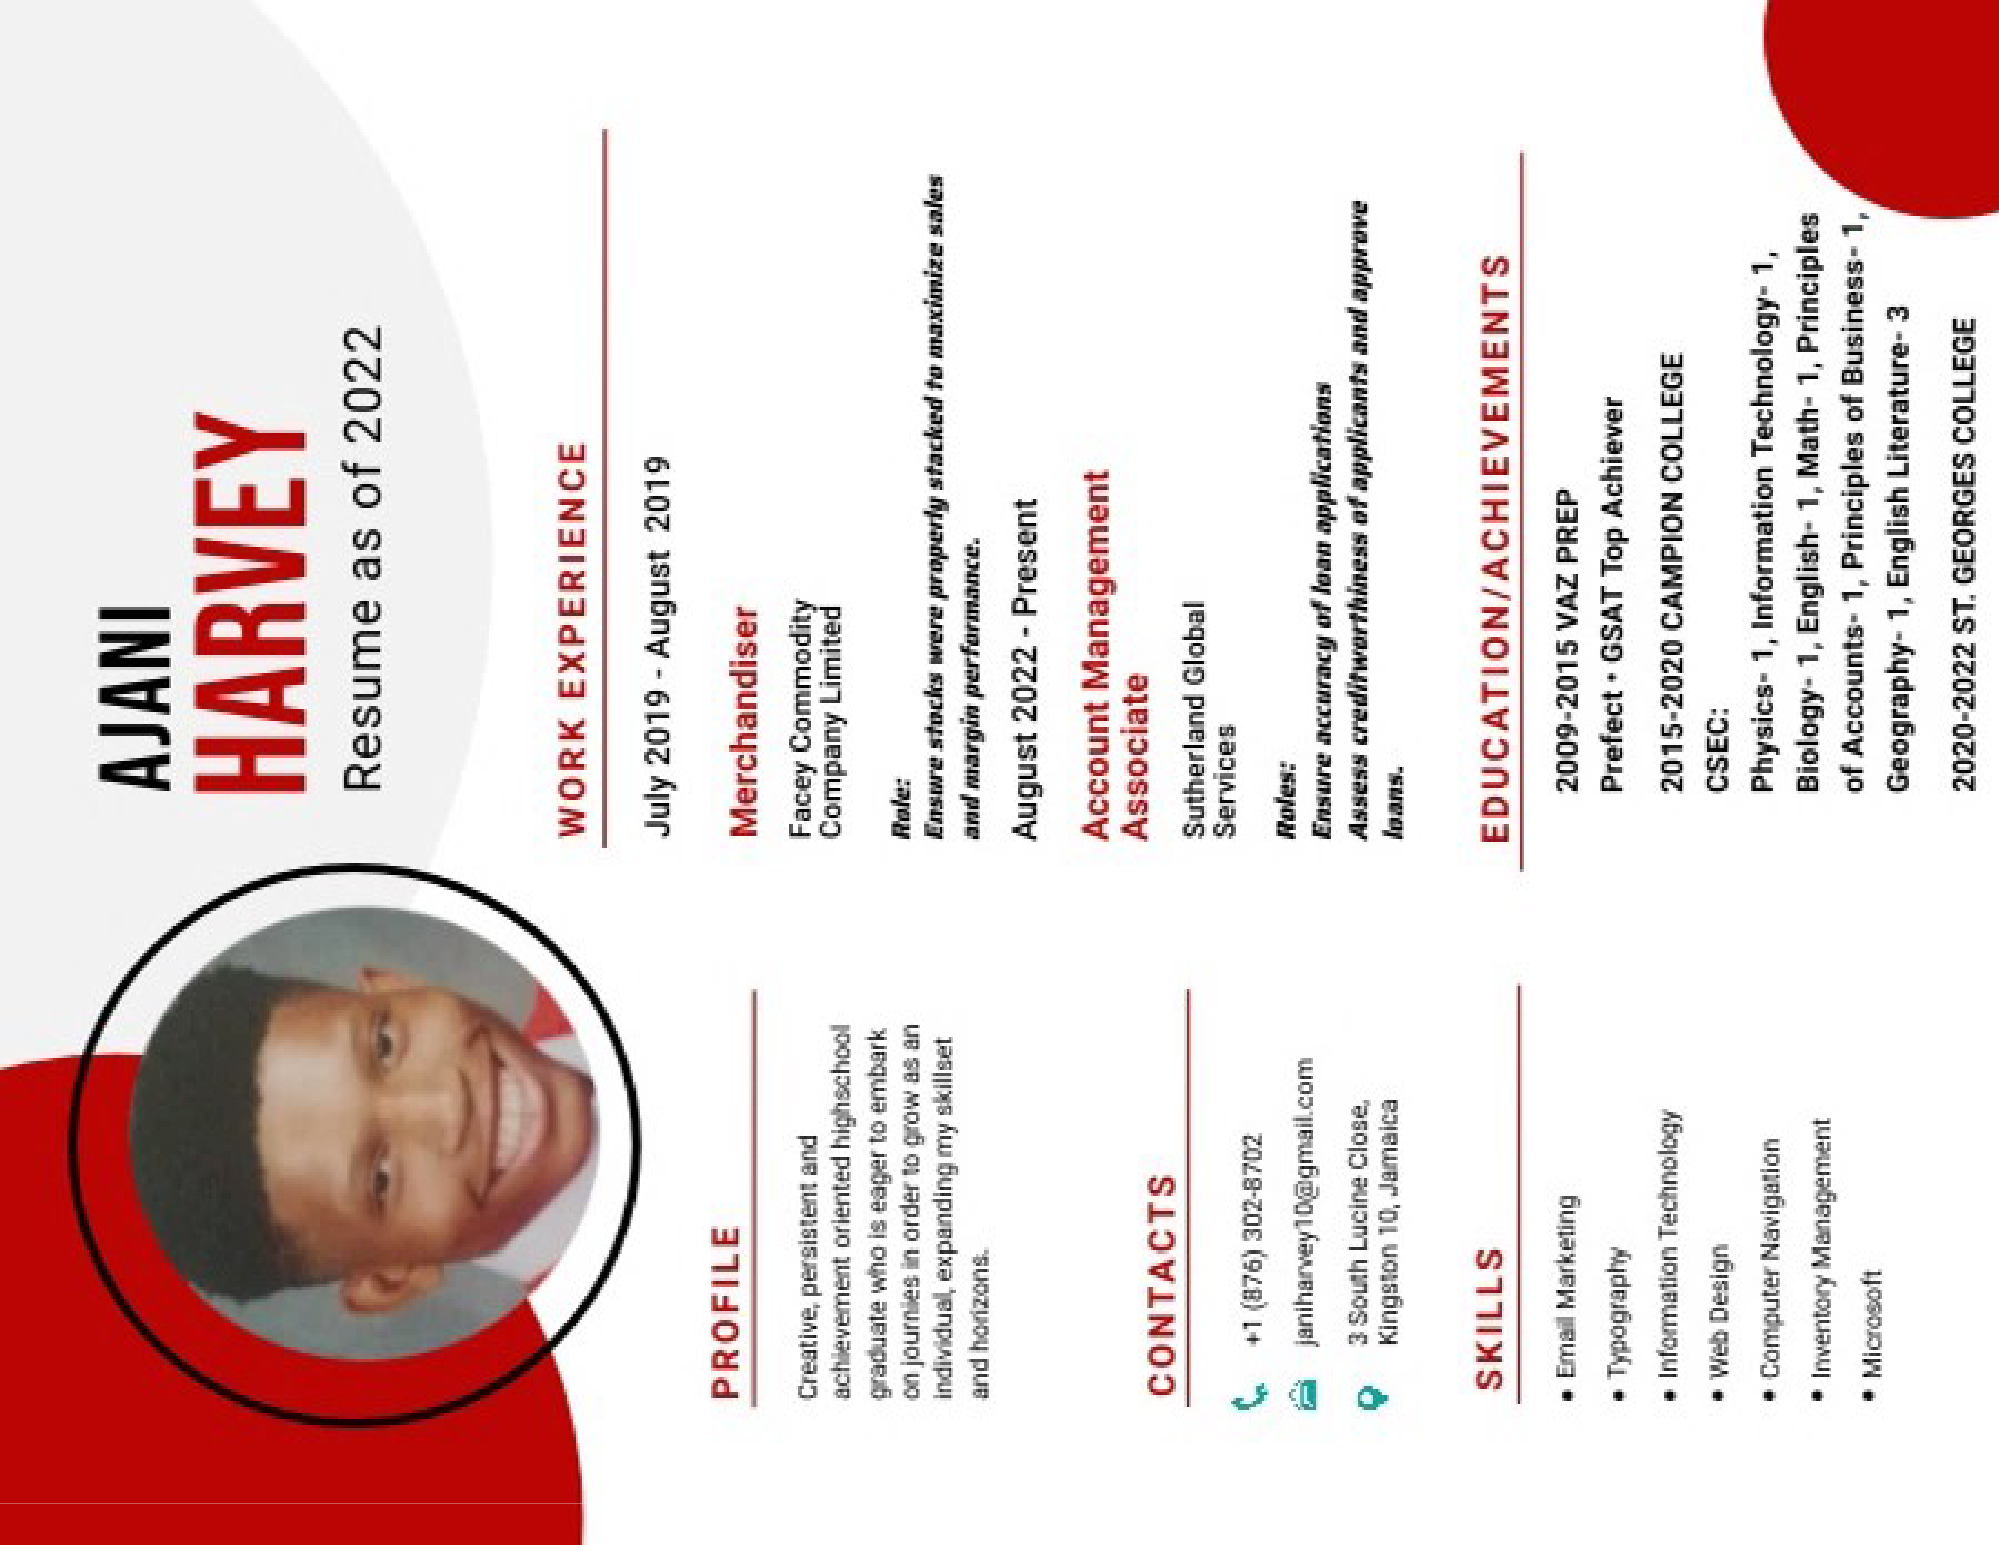 AJANI
HARVEY
Resume as of 2022
PROFILE
Creative, persistent and
achievement oriented highschool
graduate who is eager to embark
on journies in order to grow as an
individual, expanding my skillset
and horizons.
CONTACTS
+1 (876) 302-8702
janiharvey10@gmail.com
3 South Lucine Close,
Kingston 10, Jamaica
SKILLS
• Email Marketing
• Typography
• Information Technology
• Web Design
• Computer Navigation
• Inventory Management
• Microsoft
WORK EXPERIENCE
July 2019 - August 2019
Merchandiser
Facey Commodity
Company Limited
Role:
Ensure stocks were properly stacked to maximize sales
and margin performance.
August 2022 - Present
Account Management
Associate
Sutherland Global
Services
Roles:
Ensure accuracy of loan applications
Assess creditworthiness of applicants and approve
loans.
EDUCATION/ACHIEVEMENTS
2009-2015 VAZ PREP
Prefect • GSAT Top Achiever
2015-2020 CAMPION COLLEGE
CSEC:
Physics- 1, Information Technology- 1,
Biology- 1, English- 1, Math- 1, Principles
of Accounts- 1, Principles of Business- 1,
Geography- 1, English Literature- 3
2020-2022 ST. GEORGES COLLEGE